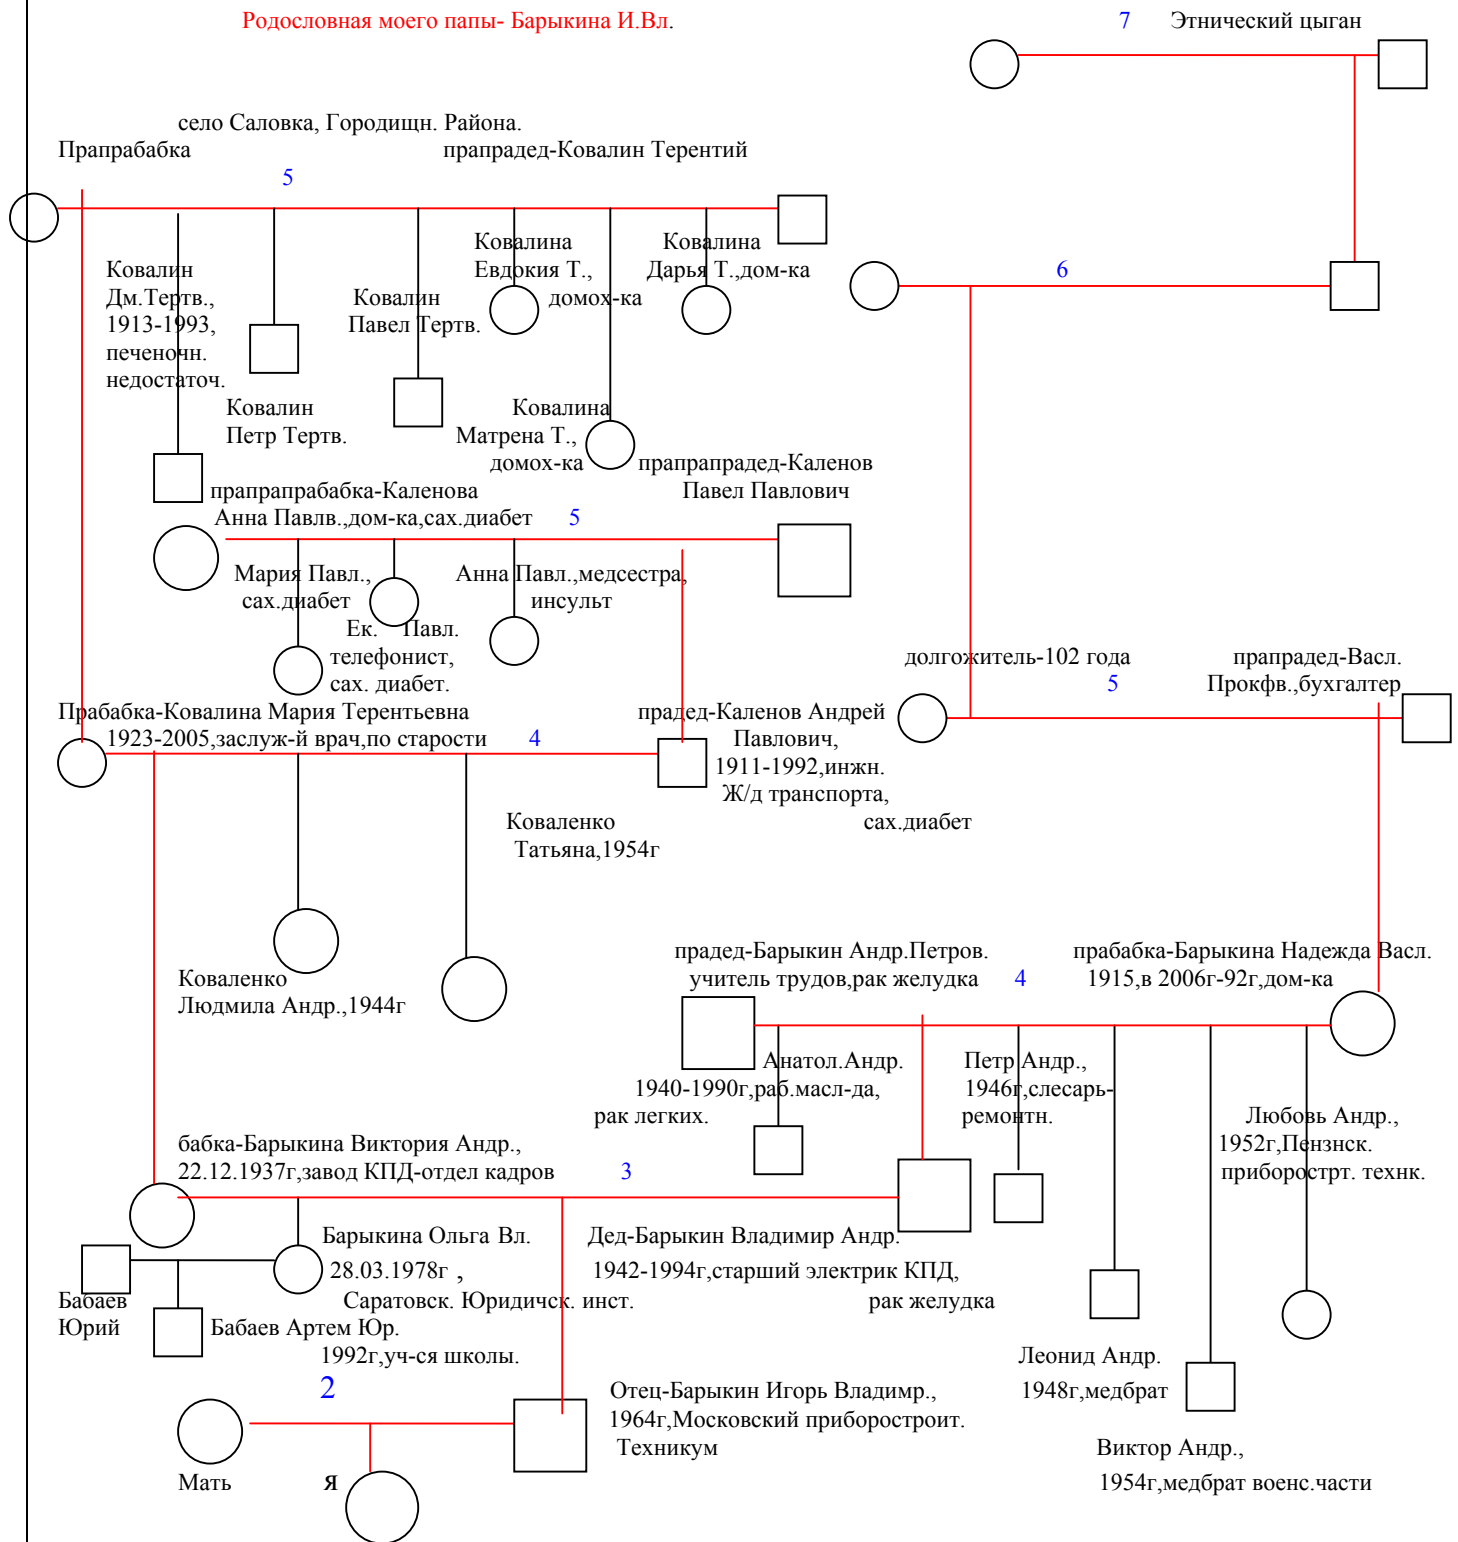 Родословная моего папы- Барыкина И.Вл.
7 Этнический цыган
село Саловка, Городищн. Района.
Прапрабабка
прапрадед-Ковалин Терентий
5
Ковалин
Дм.Тертв.,
1913-1993,
печеночн.
недостаточ.
Ковалин
Петр Тертв.
Ковалин
Павел Тертв.
Ковалина
Евдокия Т.,
домох-ка
Ковалина
Матрена Т.,
домох-ка
Ковалина
Дарья Т.,дом-ка
6
прапрапрабабка-Каленова
Анна Павлв.,дом-ка,сах.диабет
5
прапрапрадед-Каленов
Павел Павлович
Мария Павл.,
сах.диабет
Ек. Павл.
телефонист,
сах. диабет.
Анна Павл.,медсестра,
инсульт
долгожитель-102 года
5
прапрадед-Васл.
Прокфв.,бухгалтер
Прабабка-Ковалина Мария Терентьевна
1923-2005,заслуж-й врач,по старости
4
прадед-Каленов Андрей
Павлович,
1911-1992,инжн.
Ж/д транспорта,
сах.диабет
Коваленко
Татьяна,1954г
Коваленко
Людмила Андр.,1944г
прадед-Барыкин Андр.Петров.
учитель трудов,рак желудка
4
прабабка-Барыкина Надежда Васл.
1915,в 2006г-92г,дом-ка
Анатол.Андр.
1940-1990г,раб.масл-да,
рак легких.
Петр Андр.,
1946г,слесарь-
ремонтн.
Любовь Андр.,
1952г,Пензнск.
приборострт. технк.
бабка-Барыкина Виктория Андр.,
22.12.1937г,завод КПД-отдел кадров
3
Барыкина Ольга Вл.
28.03.1978г ,
Саратовск. Юридичск. инст.
Дед-Барыкин Владимир Андр.
1942-1994г,старший электрик КПД,
рак желудка
Бабаев
Юрий
Бабаев Артем Юр.
1992г,уч-ся школы.
Леонид Андр.
1948г,медбрат
2
Отец-Барыкин Игорь Владимр.,
1964г,Московский приборостроит.
Техникум
Виктор Андр.,
1954г,медбрат военс.части
Мать
я